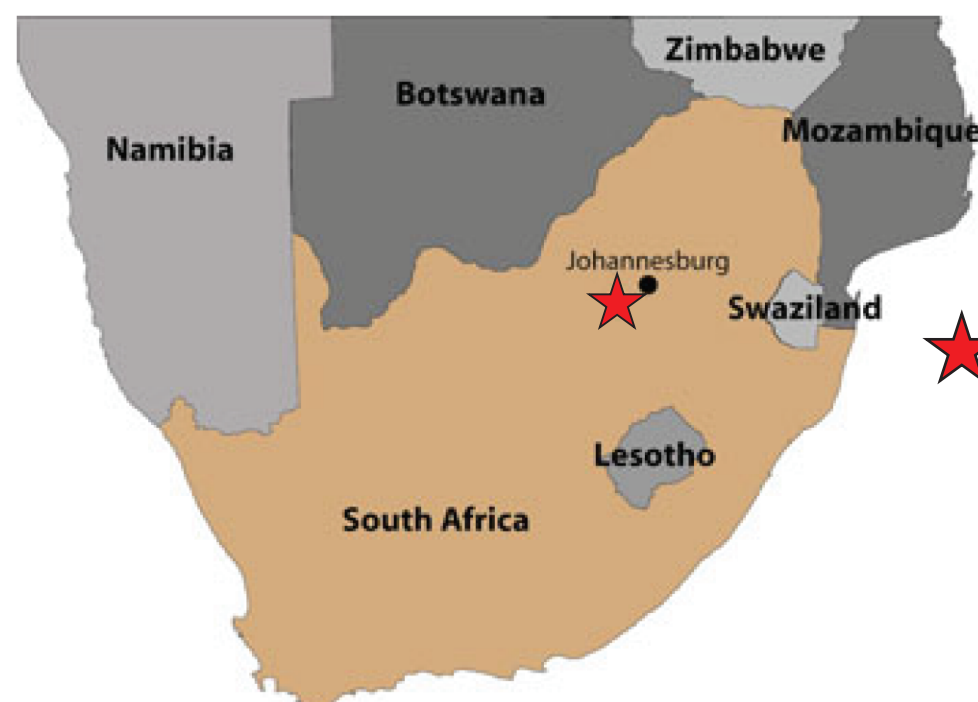 Zimbabwe
Botswana
Mozambique
Namibia
Johannesburg
Swaziland
Lesotho
South Africa